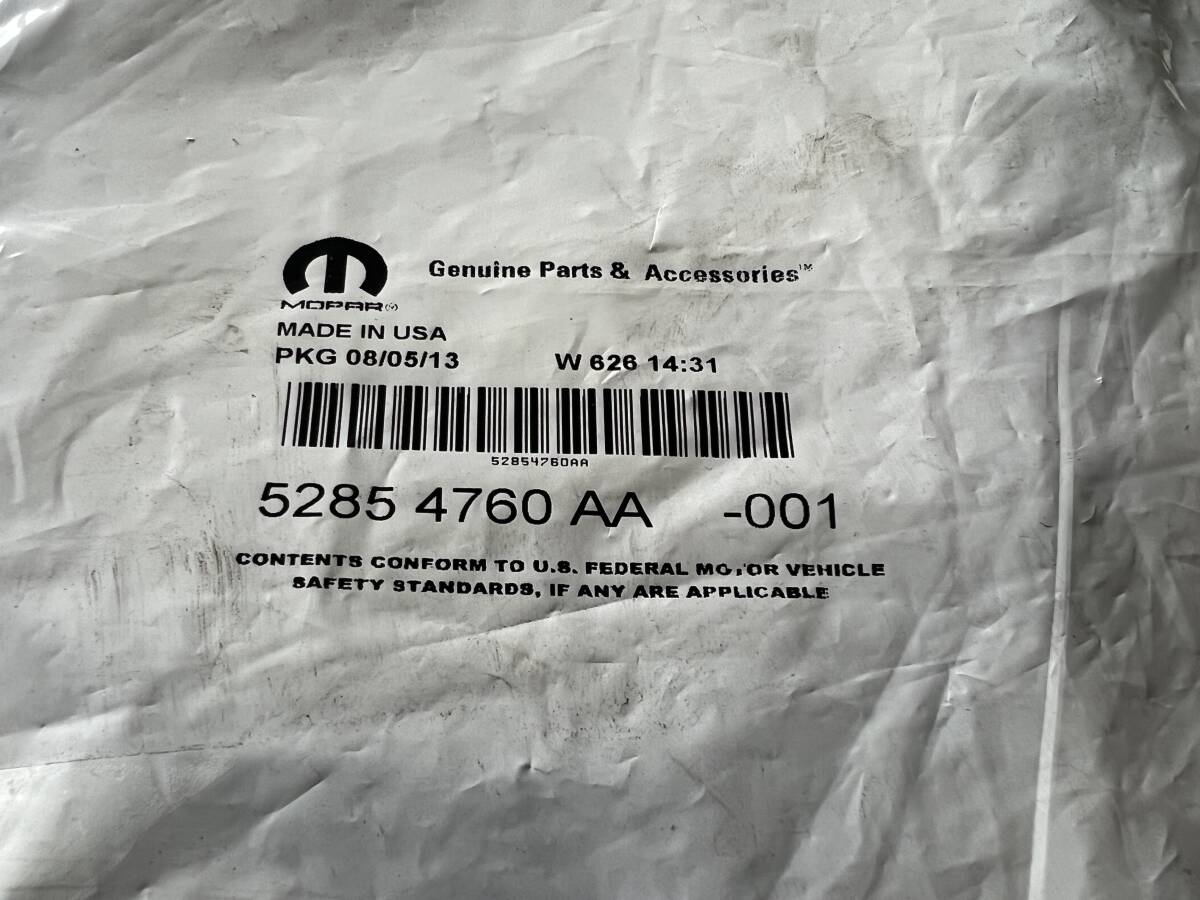 Genuine Parts & Accessories™
MOPAR®
MADE IN USA
PKG 08/05/13 W 626 14:31
52854760AA
5285 4760 AA -001
CONTENTS CONFORM TO U.S. FEDERAL MOTOR VEHICLE
SAFETY STANDARDS, IF ANY ARE APPLICABLE